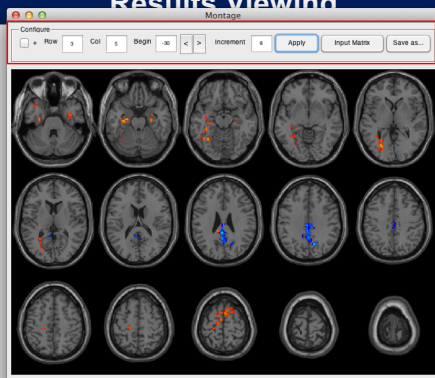 Results Viewing
Montage
Configure
+ Row 3 Col 5 Begin -30 < > Increment 8 Apply Input Matrix Save as...